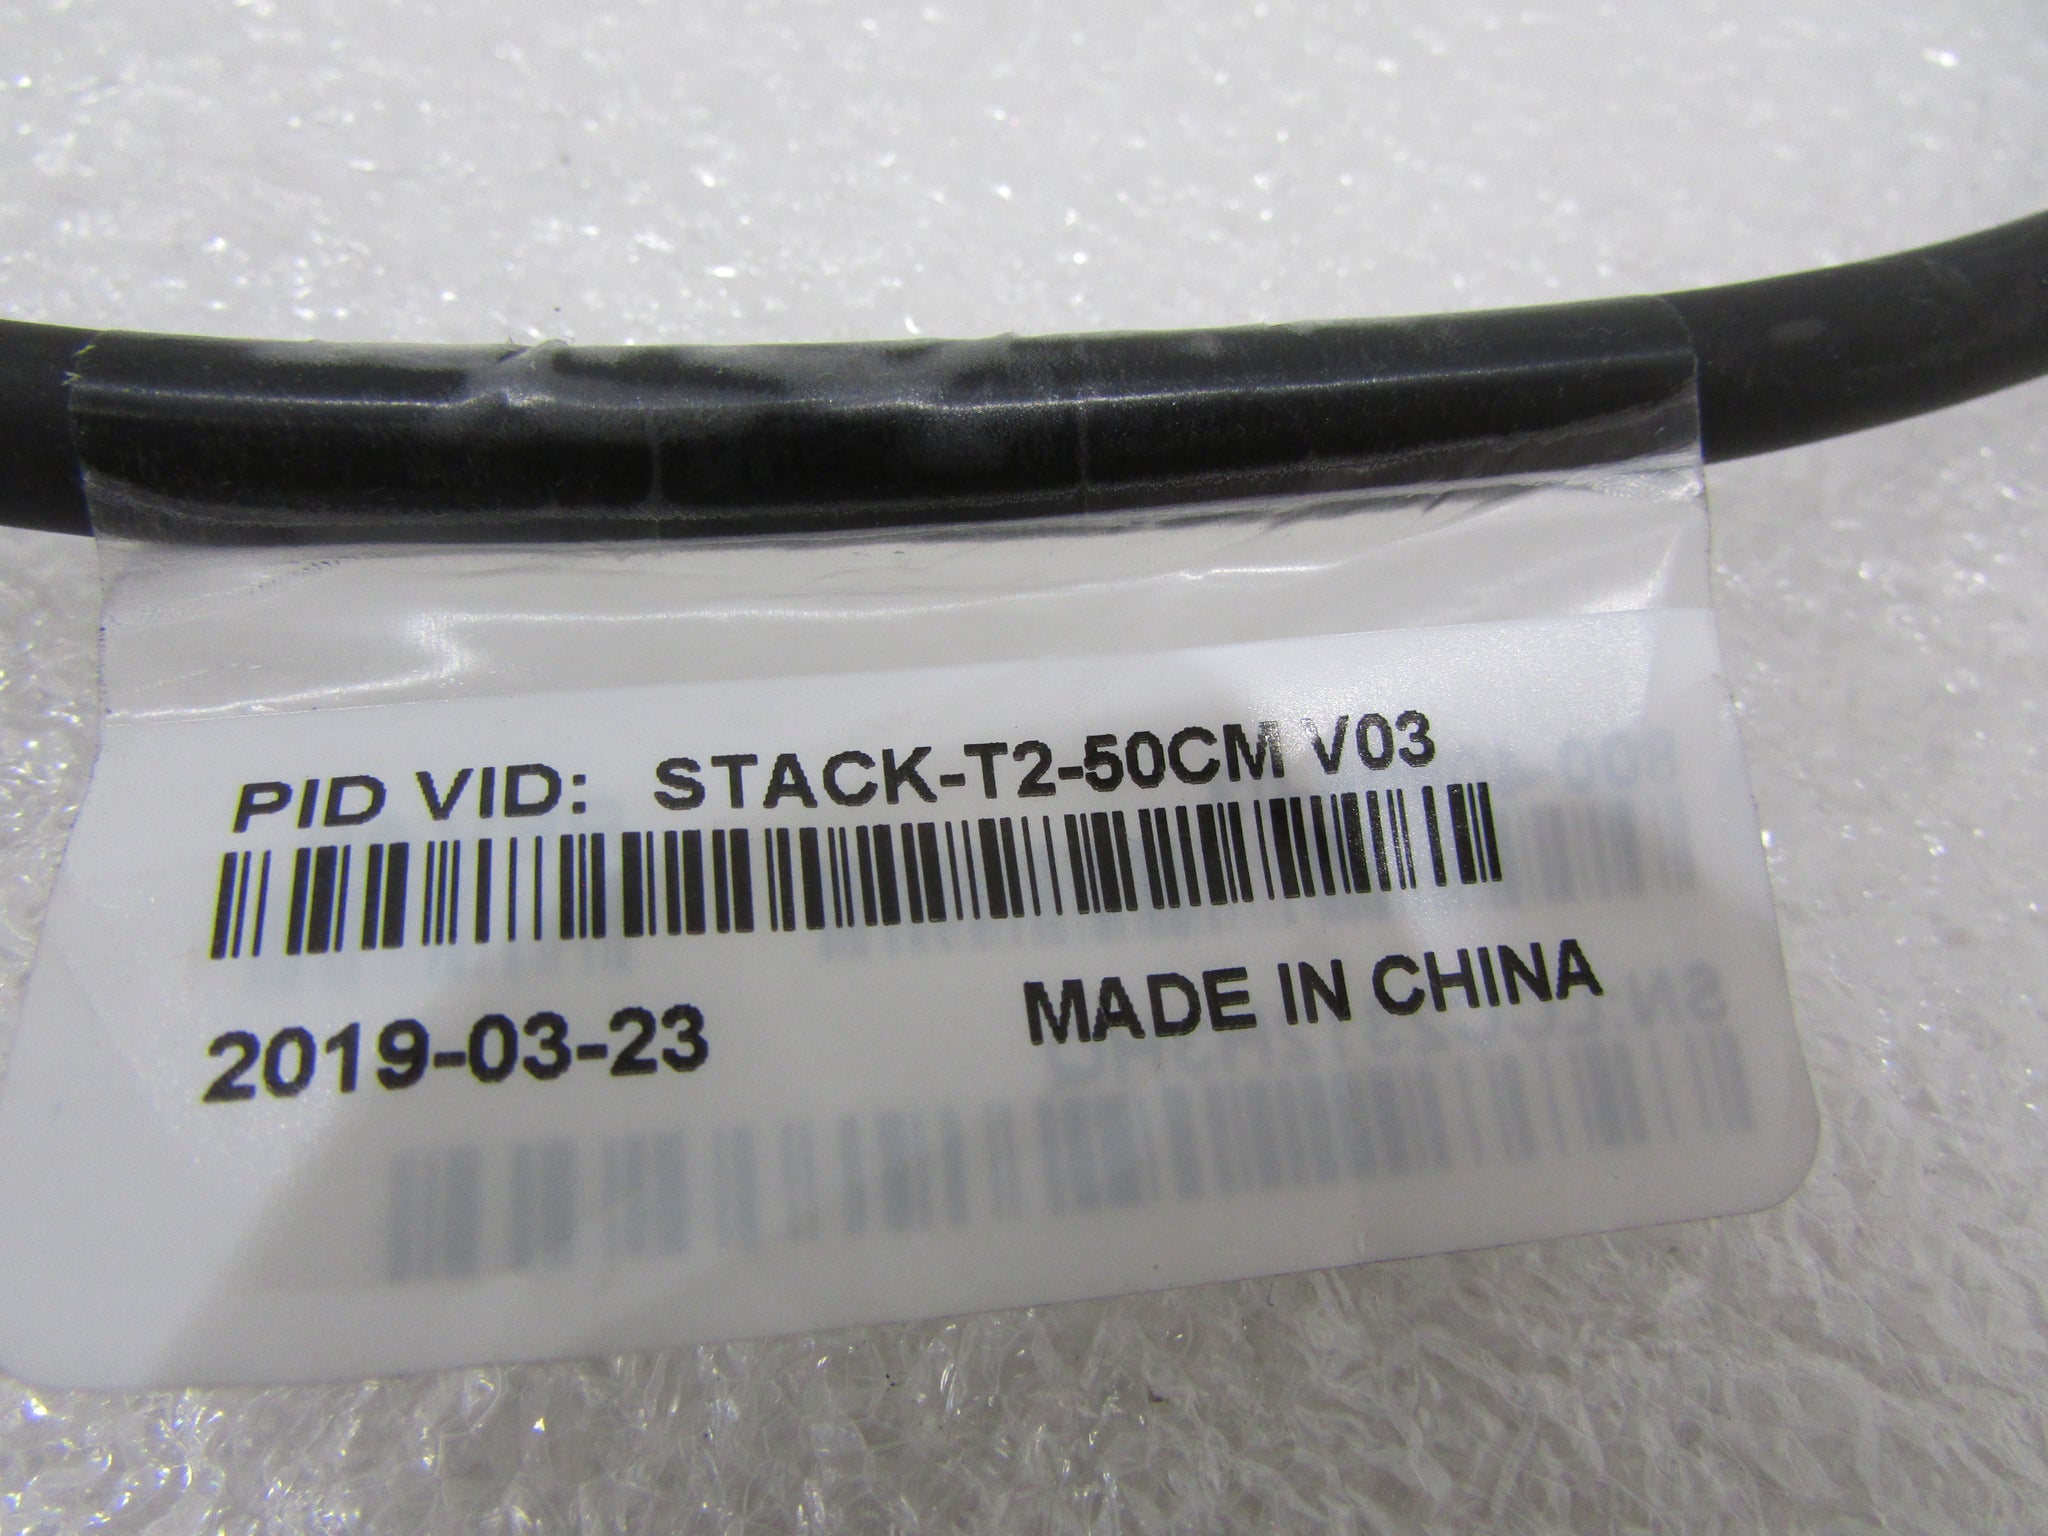 PID VID: STACK-T2-50CM V03
2019-03-23 MADE IN CHINA